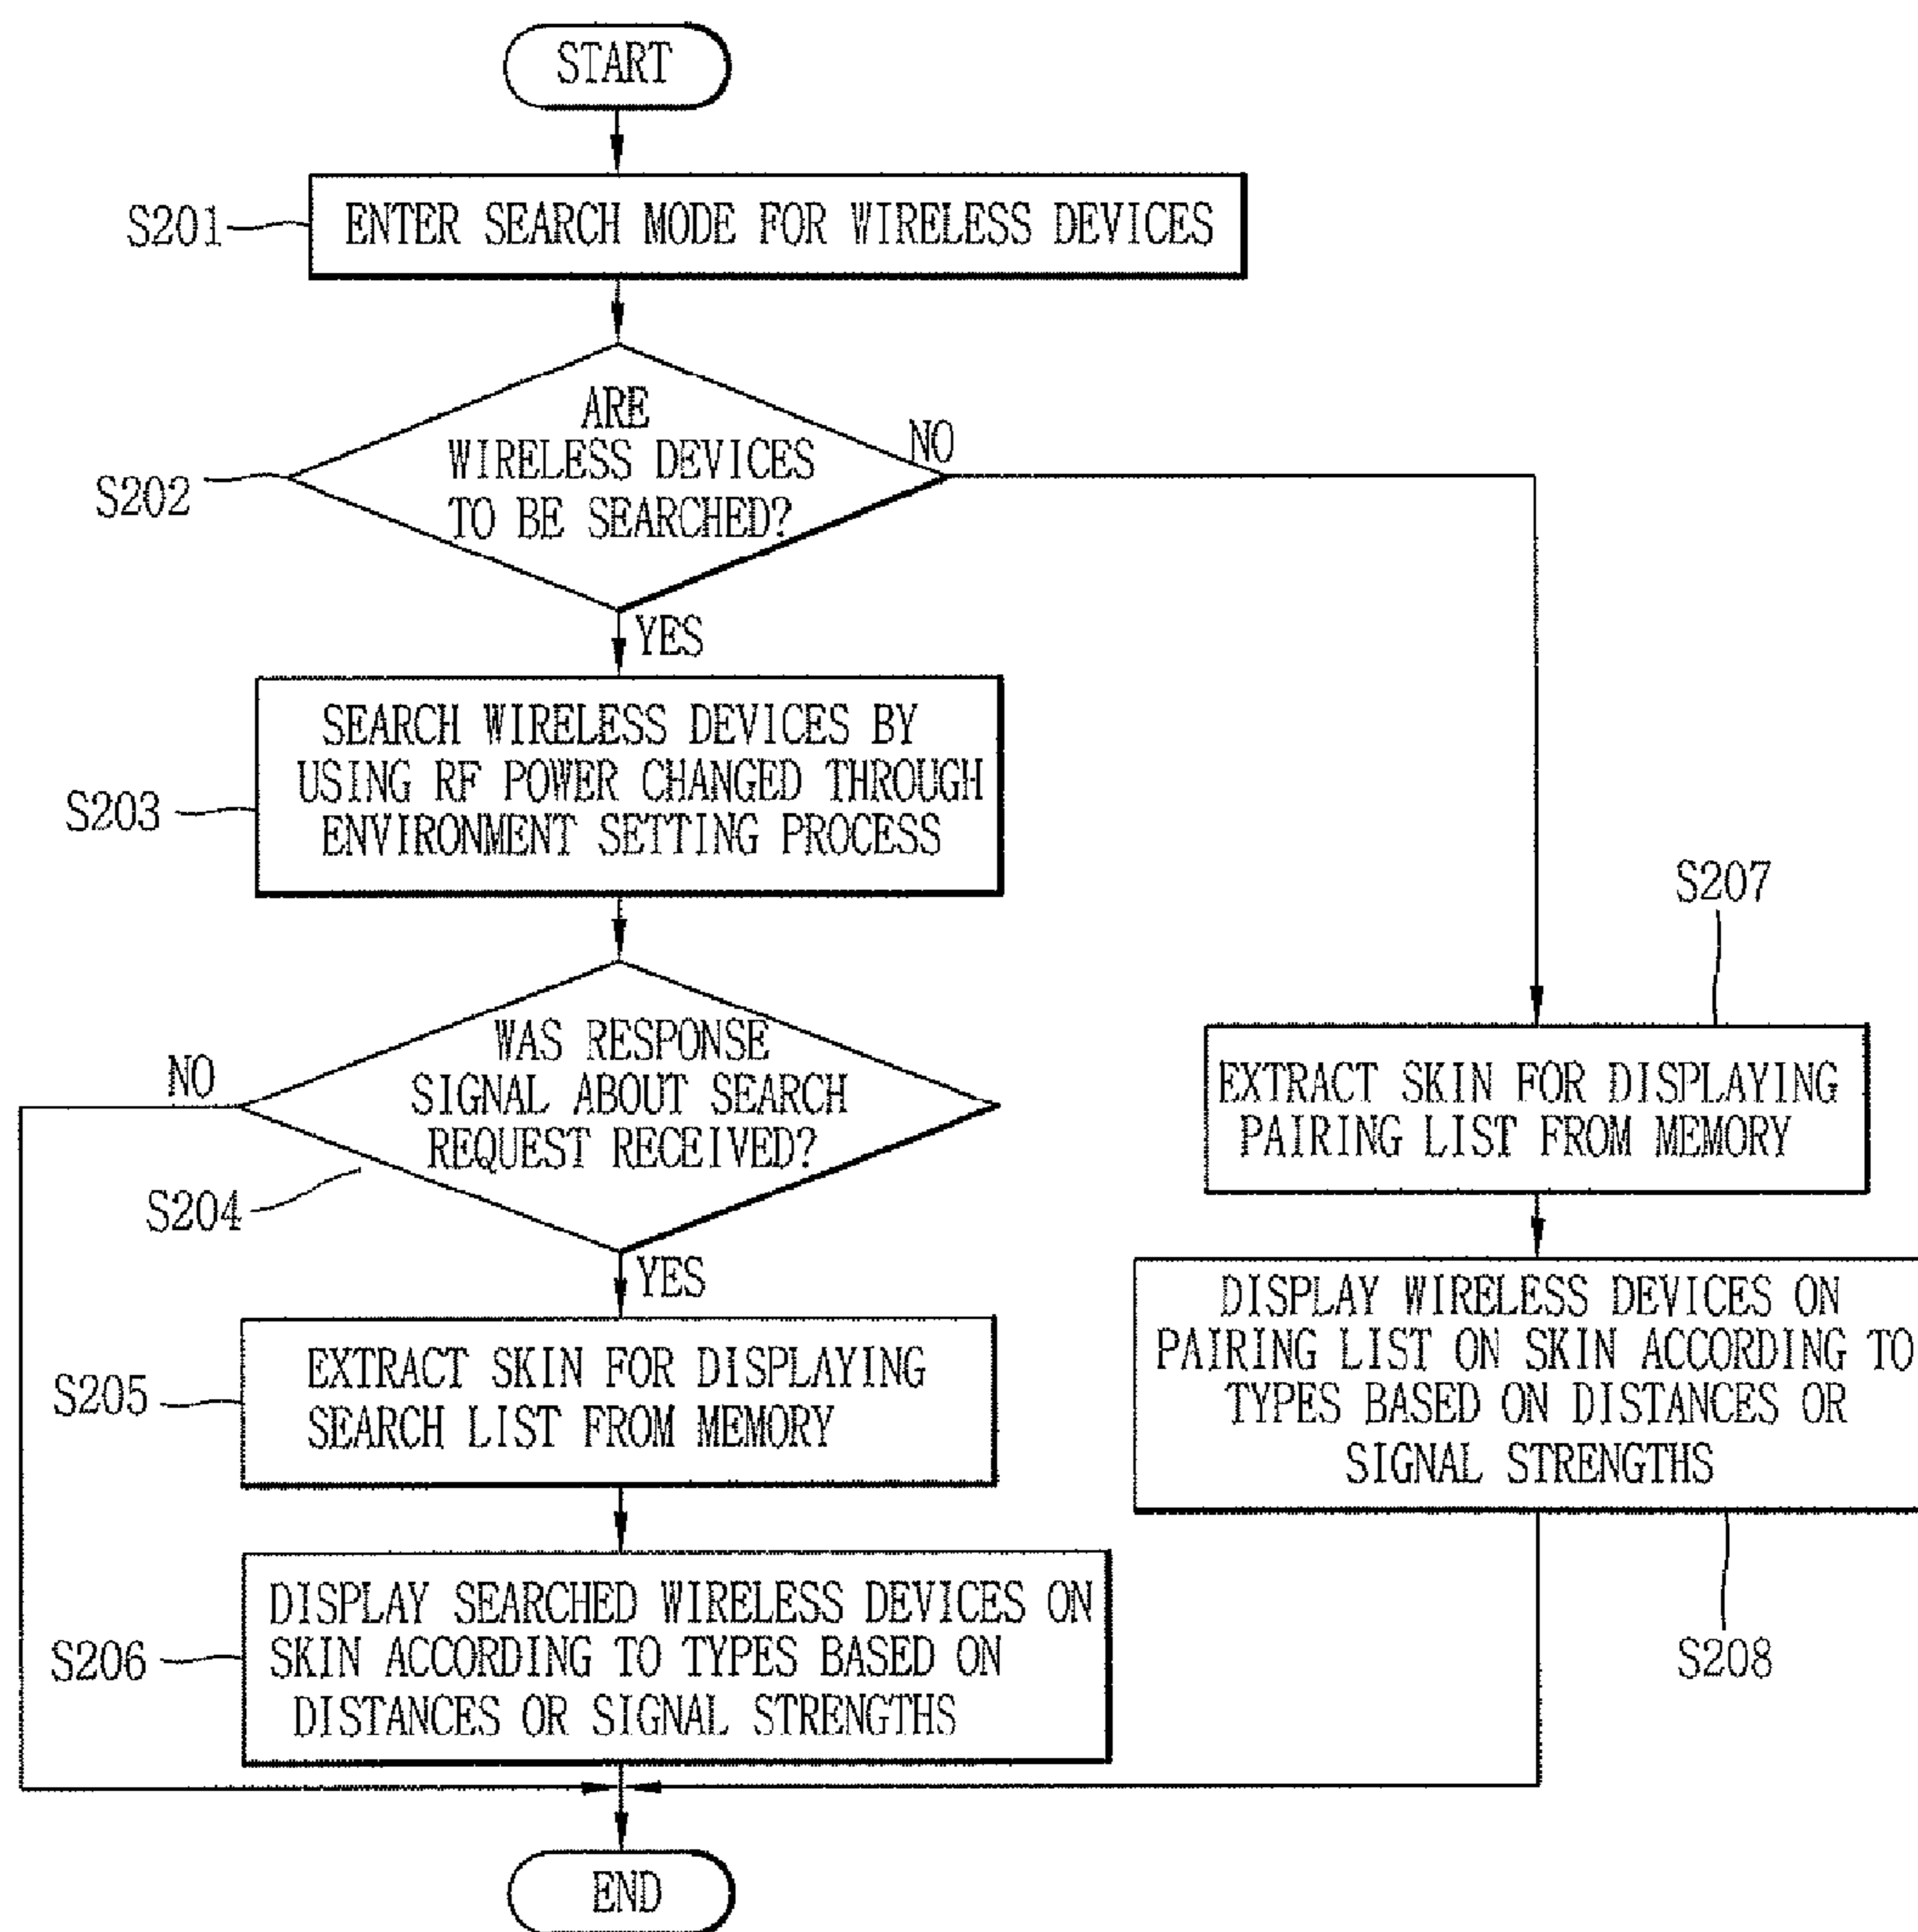 START
S201
ENTER SEARCH MODE FOR WIRELESS DEVICES
S202
ARE
WIRELESS DEVICES
TO BE SEARCHED?
NO
YES
S203
SEARCH WIRELESS DEVICES BY
USING RF POWER CHANGED THROUGH
ENVIRONMENT SETTING PROCESS
S204
WAS RESPONSE
SIGNAL ABOUT SEARCH
REQUEST RECEIVED?
NO
YES
S205
EXTRACT SKIN FOR DISPLAYING
SEARCH LIST FROM MEMORY
S206
DISPLAY SEARCHED WIRELESS DEVICES ON
SKIN ACCORDING TO TYPES BASED ON
DISTANCES OR SIGNAL STRENGTHS
S207
EXTRACT SKIN FOR DISPLAYING
PAIRING LIST FROM MEMORY
DISPLAY WIRELESS DEVICES ON
PAIRING LIST ON SKIN ACCORDING TO
TYPES BASED ON DISTANCES OR
SIGNAL STRENGTHS
S208
END